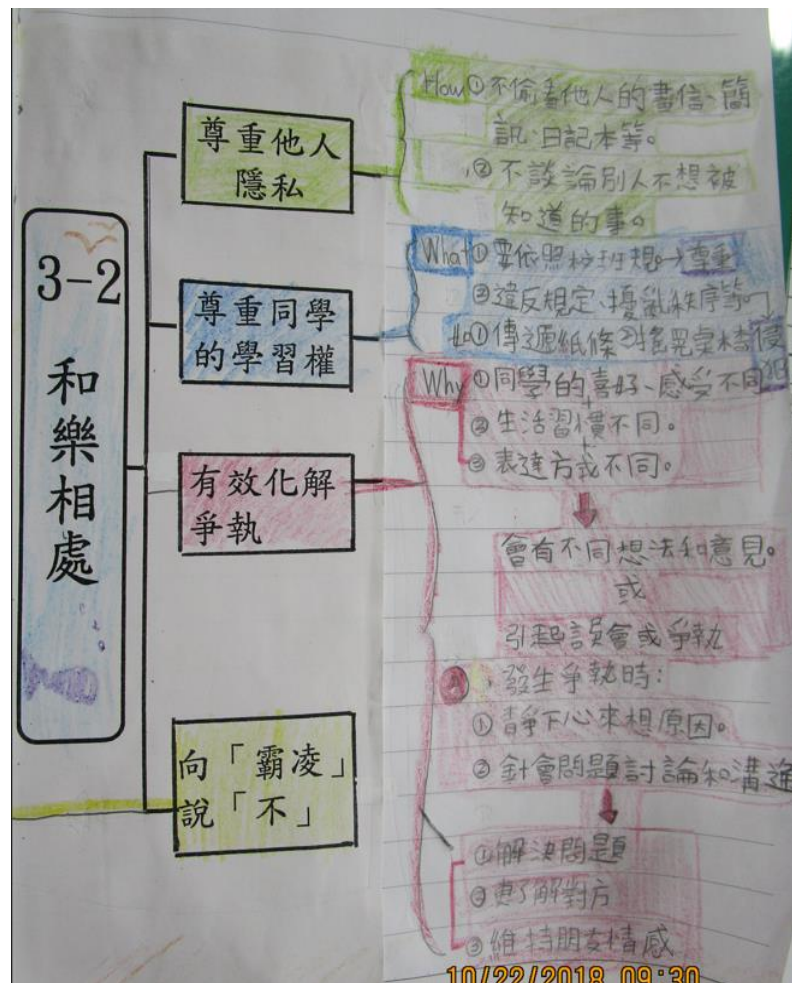 3-2
和樂相處
尊重他人
隱私
How ①不偷看他人的書信、簡
訊、日記本等。
②不談論別人不想被
知道的事。
尊重同學
的學習權
What ①要依照校班規→尊重
②違反規定、擾亂秩序等。
如①傳遞紙條②搖晃桌椅 侵犯
有效化解
爭執
Why ①同學的喜好、感受不同
+
②生活習慣不同。
+
③表達方式不同。
會有不同想法和意見。
或
引起誤會或爭執
發生爭執時：
①靜下心來想原因。
②針會問題討論和溝通
①解決問題
②更了解對方
③維持朋友情感
向「霸凌」
說「不」
10/22/2018 09:30